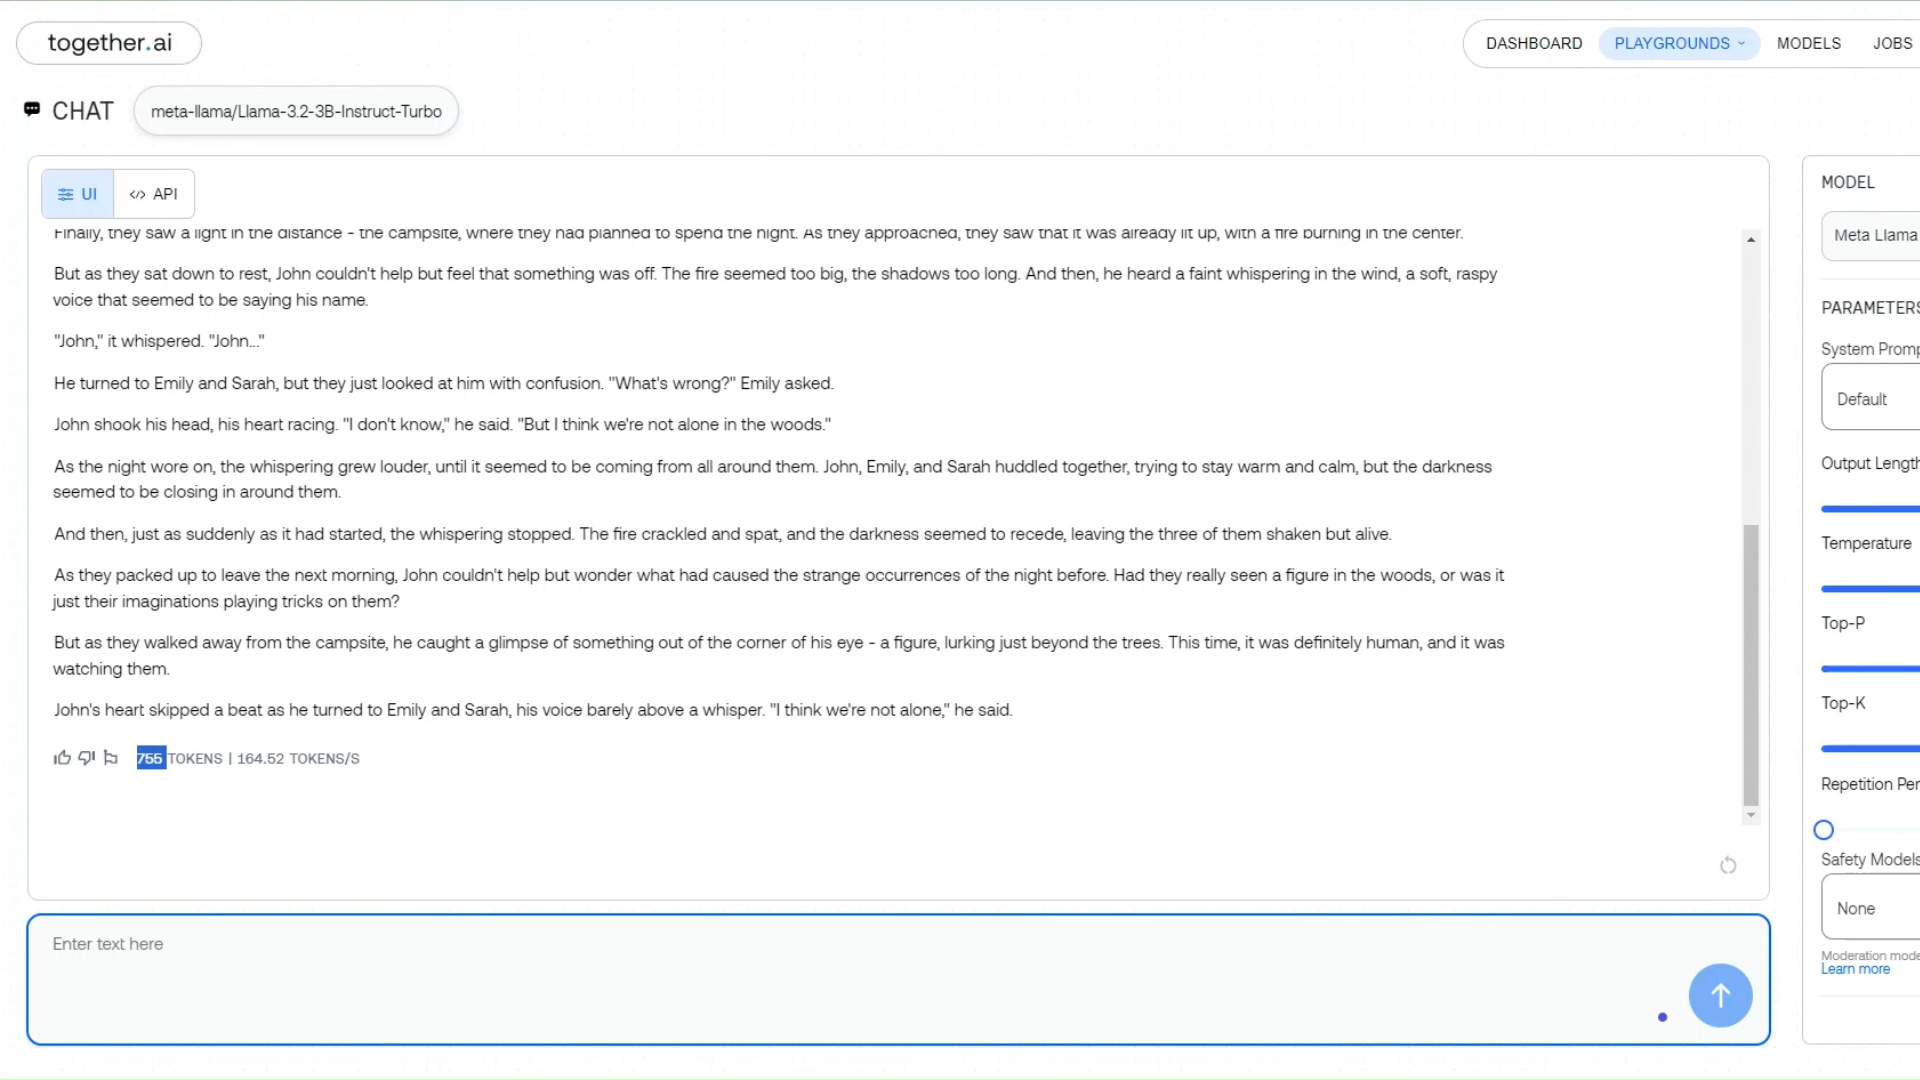 together.ai
DASHBOARD
PLAYGROUNDS
MODELS
JOBS
CHAT
meta-llama/Llama-3.2-3B-Instruct-Turbo
UI
</> API
Finally, they saw a light in the distance - the campsite, where they had planned to spend the night. As they approached, they saw that it was already lit up, with a fire burning in the center.
But as they sat down to rest, John couldn't help but feel that something was off. The fire seemed too big, the shadows too long. And then, he heard a faint whispering in the wind, a soft, raspy
voice that seemed to be saying his name.
"John," it whispered. "John..."
He turned to Emily and Sarah, but they just looked at him with confusion. "What's wrong?" Emily asked.
John shook his head, his heart racing. "I don't know," he said. "But I think we're not alone in the woods."
As the night wore on, the whispering grew louder, until it seemed to be coming from all around them. John, Emily, and Sarah huddled together, trying to stay warm and calm, but the darkness
seemed to be closing in around them.
And then, just as suddenly as it had started, the whispering stopped. The fire crackled and spat, and the darkness seemed to recede, leaving the three of them shaken but alive.
As they packed up to leave the next morning, John couldn't help but wonder what had caused the strange occurrences of the night before. Had they really seen a figure in the woods, or was it
just their imaginations playing tricks on them?
But as they walked away from the campsite, he caught a glimpse of something out of the corner of his eye - a figure, lurking just beyond the trees. This time, it was definitely human, and it was
watching them.
John's heart skipped a beat as he turned to Emily and Sarah, his voice barely above a whisper. "I think we're not alone," he said.
755 TOKENS | 164.52 TOKENS/S
Enter text here
MODEL
Meta Llama
PARAMETERS
System Promp
Default
Output Length
Temperature
Top-P
Top-K
Repetition Per
Safety Models
None
Moderation mode
Learn more